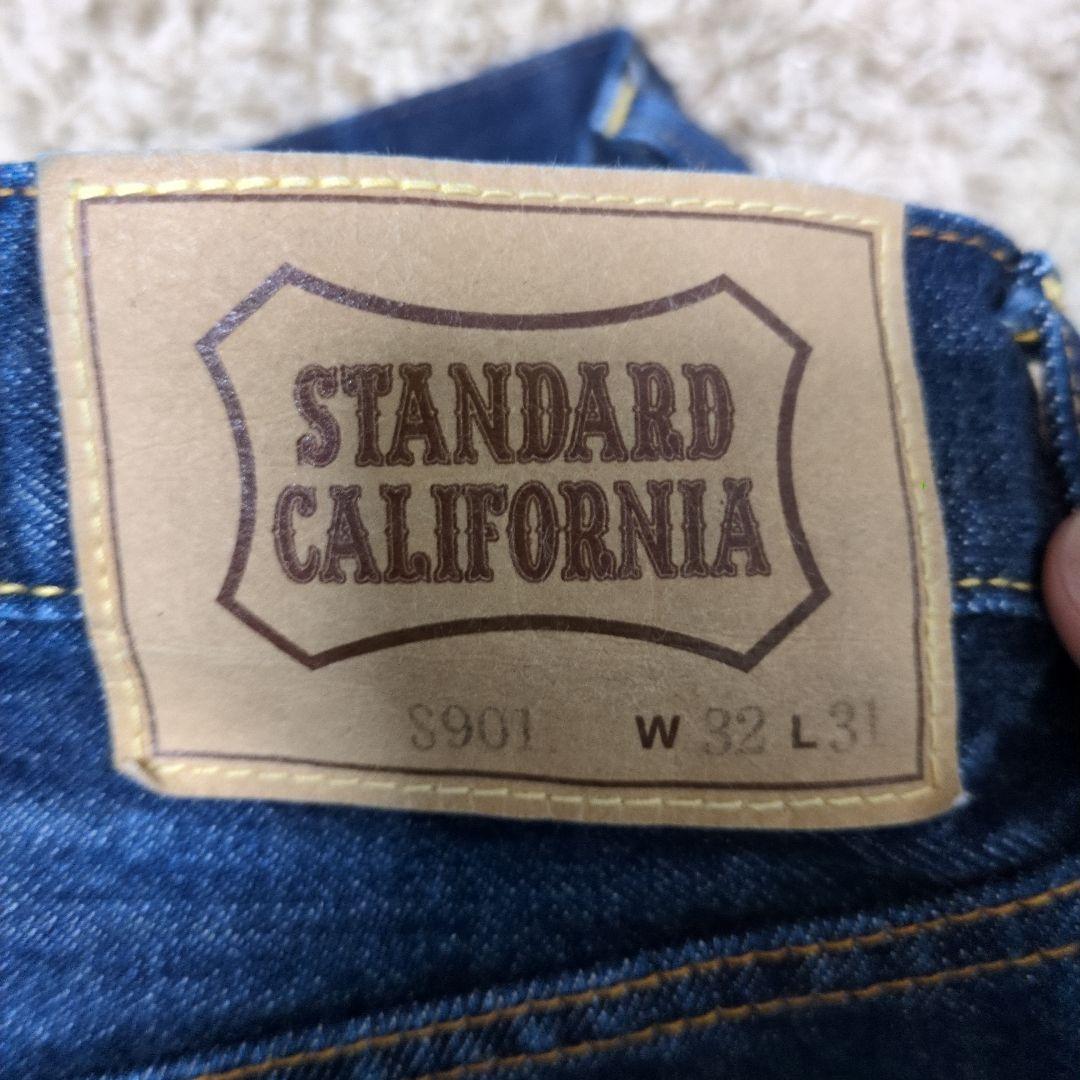 STANDARD
CALIFORNIA
S901 W 32 L 31